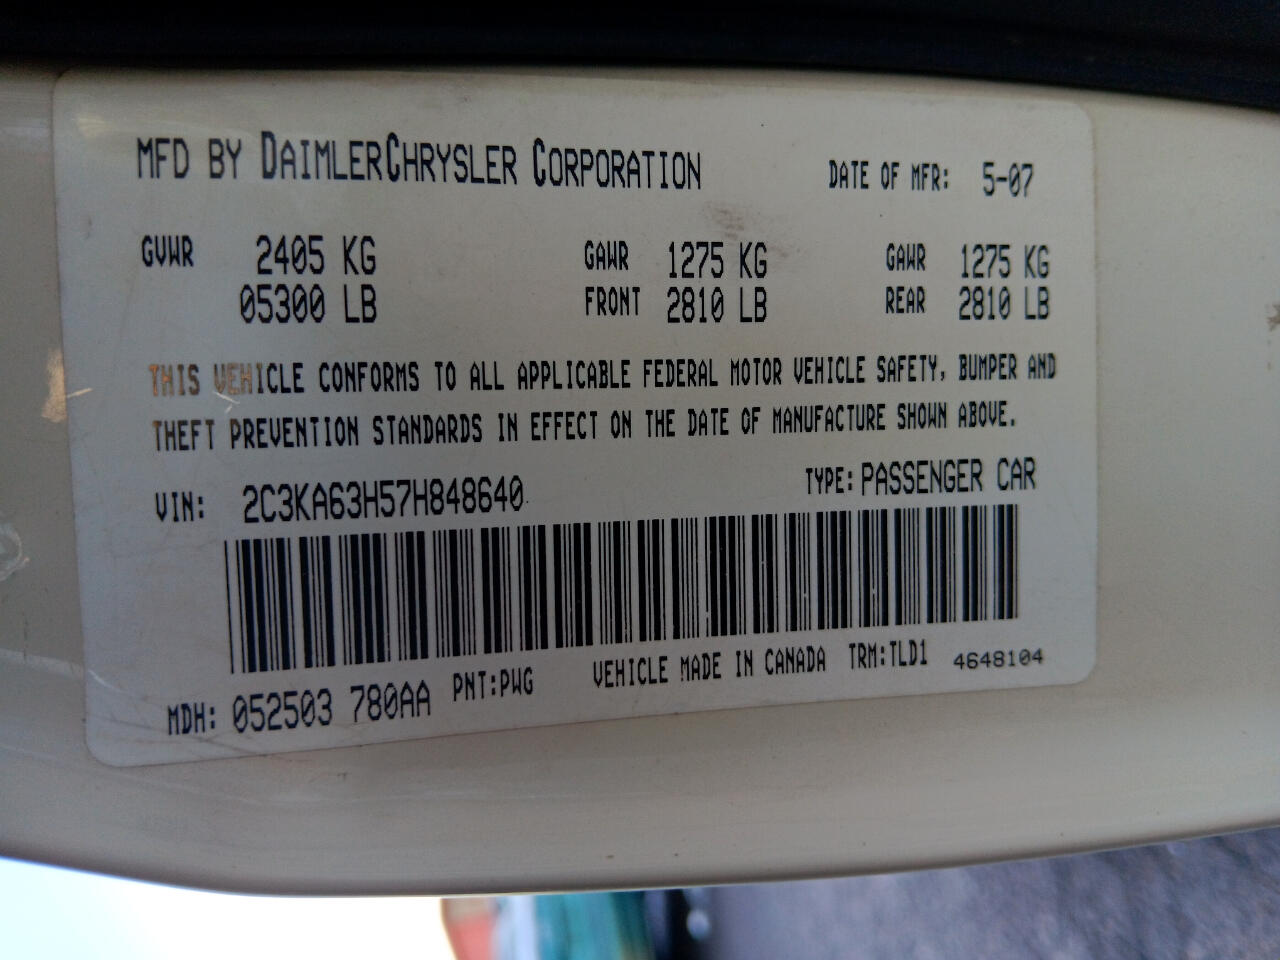 MFD BY DAIMLERCHRYSLER CORPORATION DATE OF MFR: 5-07
GVWR 2405 KG GAWR 1275 KG GAWR 1275 KG
05300 LB FRONT 2810 LB REAR 2810 LB
THIS VEHICLE CONFORMS TO ALL APPLICABLE FEDERAL MOTOR VEHICLE SAFETY, BUMPER AND
THEFT PREVENTION STANDARDS IN EFFECT ON THE DATE OF MANUFACTURE SHOWN ABOVE.
VIN: 2C3KA63H57H848640 TYPE: PASSENGER CAR
MDH: 052503 780AA PNT:PWG VEHICLE MADE IN CANADA TRM:TLD1 4648104